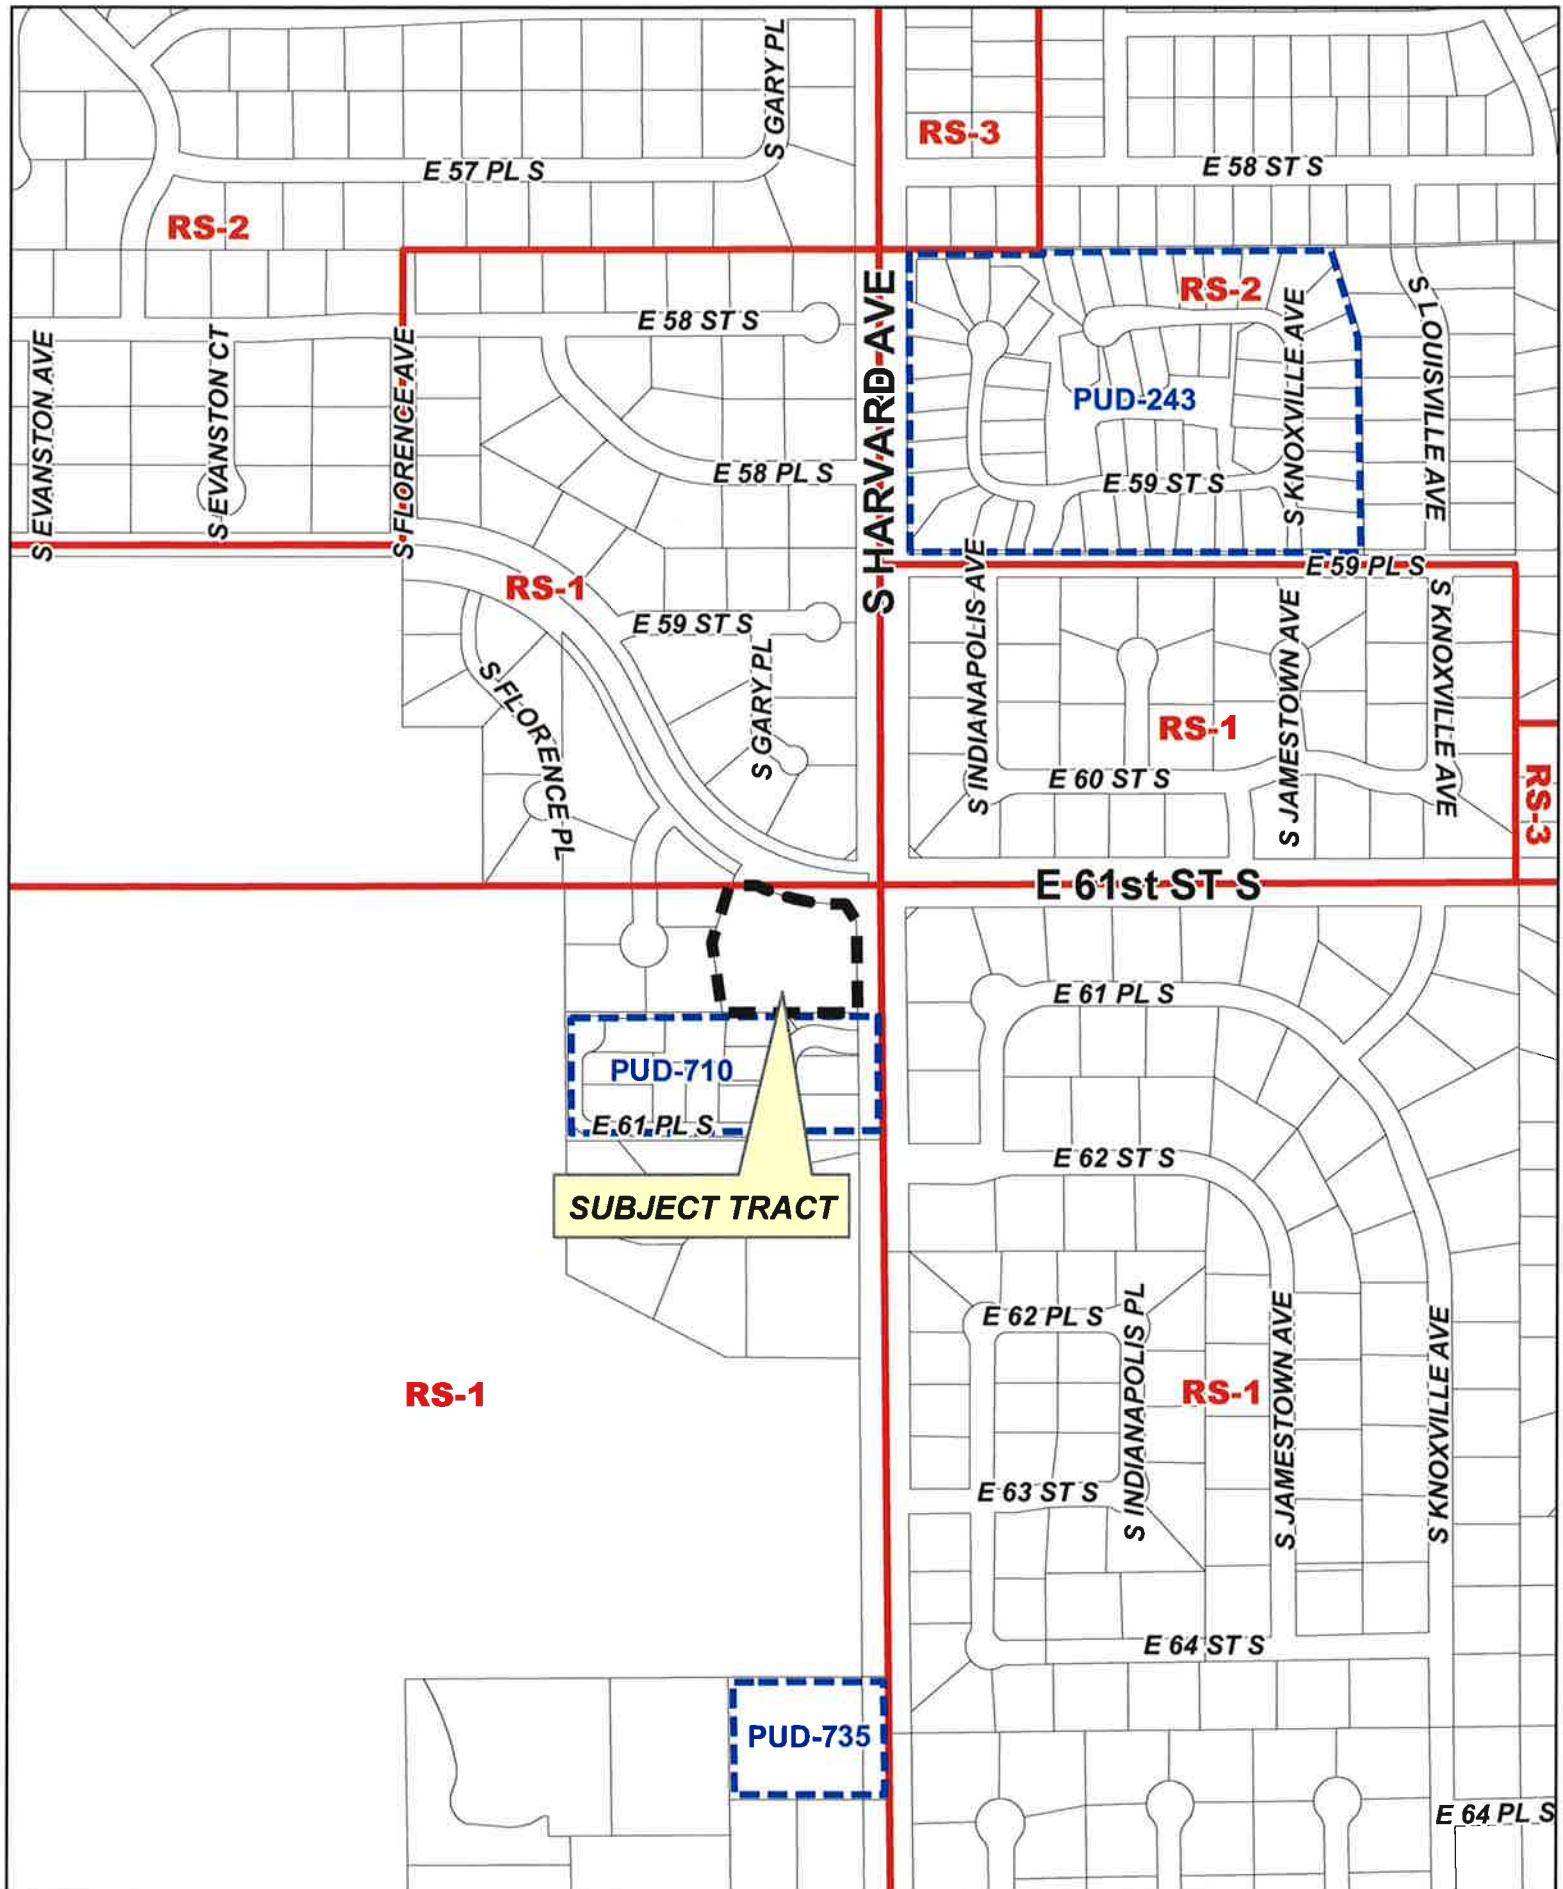 S GARY PL
RS-3
E 58 ST S
E 57 PL S
RS-2
S HARVARD AVE
RS-2
S LOUISVILLE AVE
S KNOXVILLE AVE
E 58 ST S
S EVANSTON AVE
S EVANSTON CT
S FLORENCE AVE
PUD-243
E 58 PL S
E 59 ST S
E 59 PL S
RS-1
S INDIANAPOLIS AVE
S JAMESTOWN AVE
S KNOXVILLE AVE
E 59 ST S
S GARY PL
S FLORENCE PL
RS-1
E 60 ST S
RS-3
E 61st ST S
E 61 PL S
PUD-710
E 61 PL S
E 62 ST S
SUBJECT TRACT
E 62 PL S
S INDIANAPOLIS PL
S JAMESTOWN AVE
S KNOXVILLE AVE
RS-1
RS-1
E 63 ST S
E 64 ST S
PUD-735
E 64 PL S